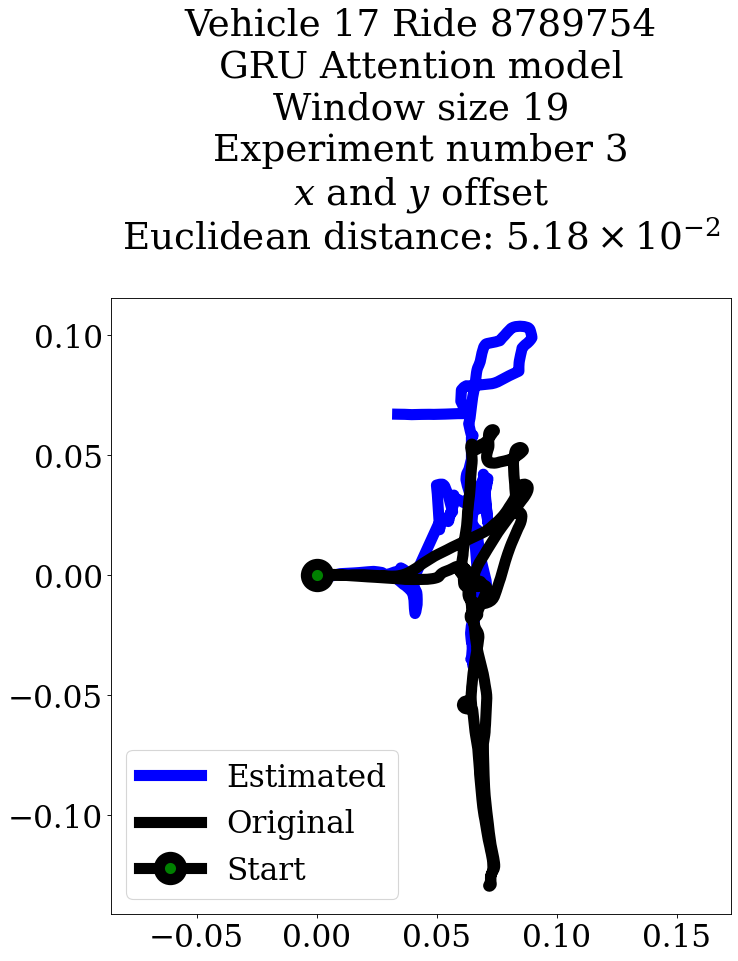 Vehicle 17 Ride 8789754
GRU Attention model
Window size 19
Experiment number 3
x and y offset
Euclidean distance: 5.18 × 10⁻²
0.10
0.05
0.00
−0.05
−0.10
Estimated
Original
Start
−0.05 0.00 0.05 0.10 0.15